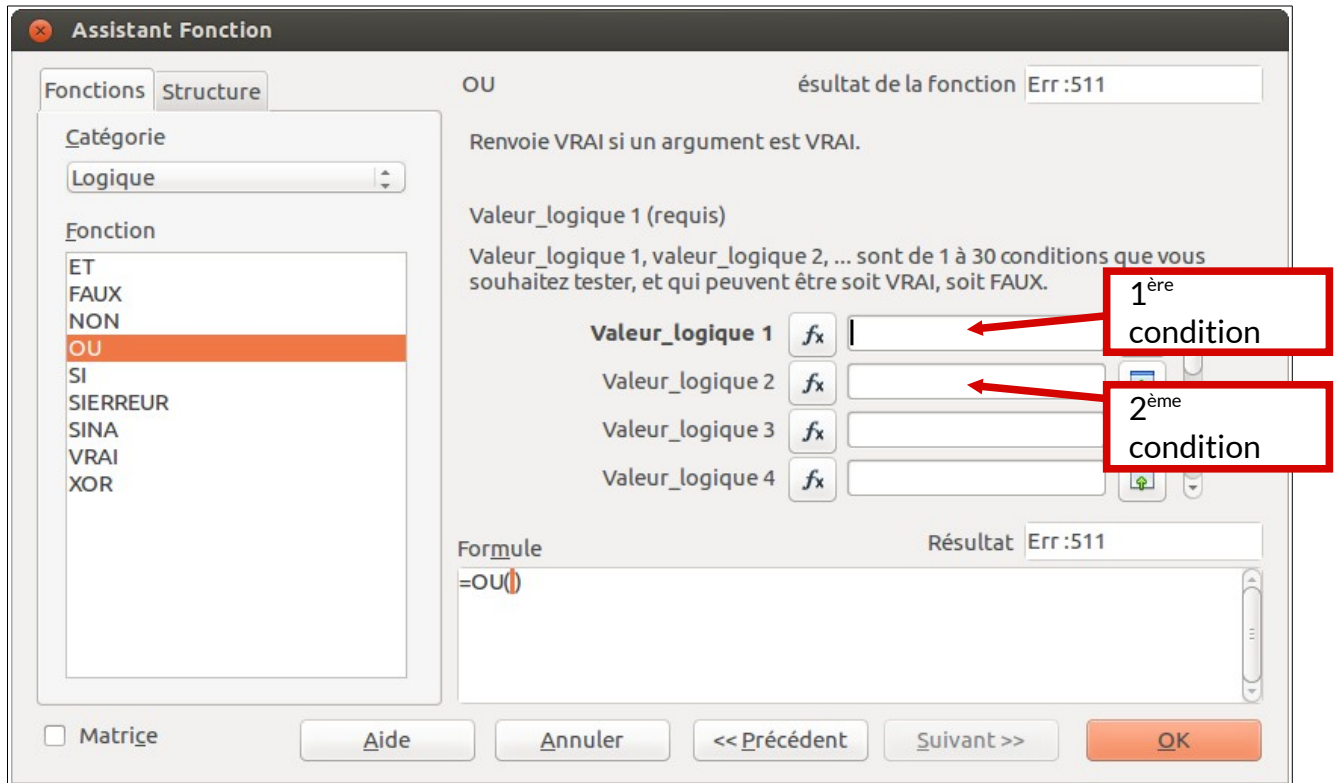 Assistant Fonction
Fonctions Structure
Catégorie
Logique
Fonction
ET
FAUX
NON
OU
SI
SIERREUR
SINA
VRAI
XOR
OU ésultat de la fonction Err :511
Renvoie VRAI si un argument est VRAI.
Valeur_logique 1 (requis)
Valeur_logique 1, valeur_logique 2, ... sont de 1 à 30 conditions que vous
souhaitez tester, et qui peuvent être soit VRAI, soit FAUX.
Valeur_logique 1 fx
Valeur_logique 2 fx
Valeur_logique 3 fx
Valeur_logique 4 fx
1ère
condition
2ème
condition
Formule Résultat Err :511
=OU()
Matrice Aide Annuler << Précédent Suivant >> OK